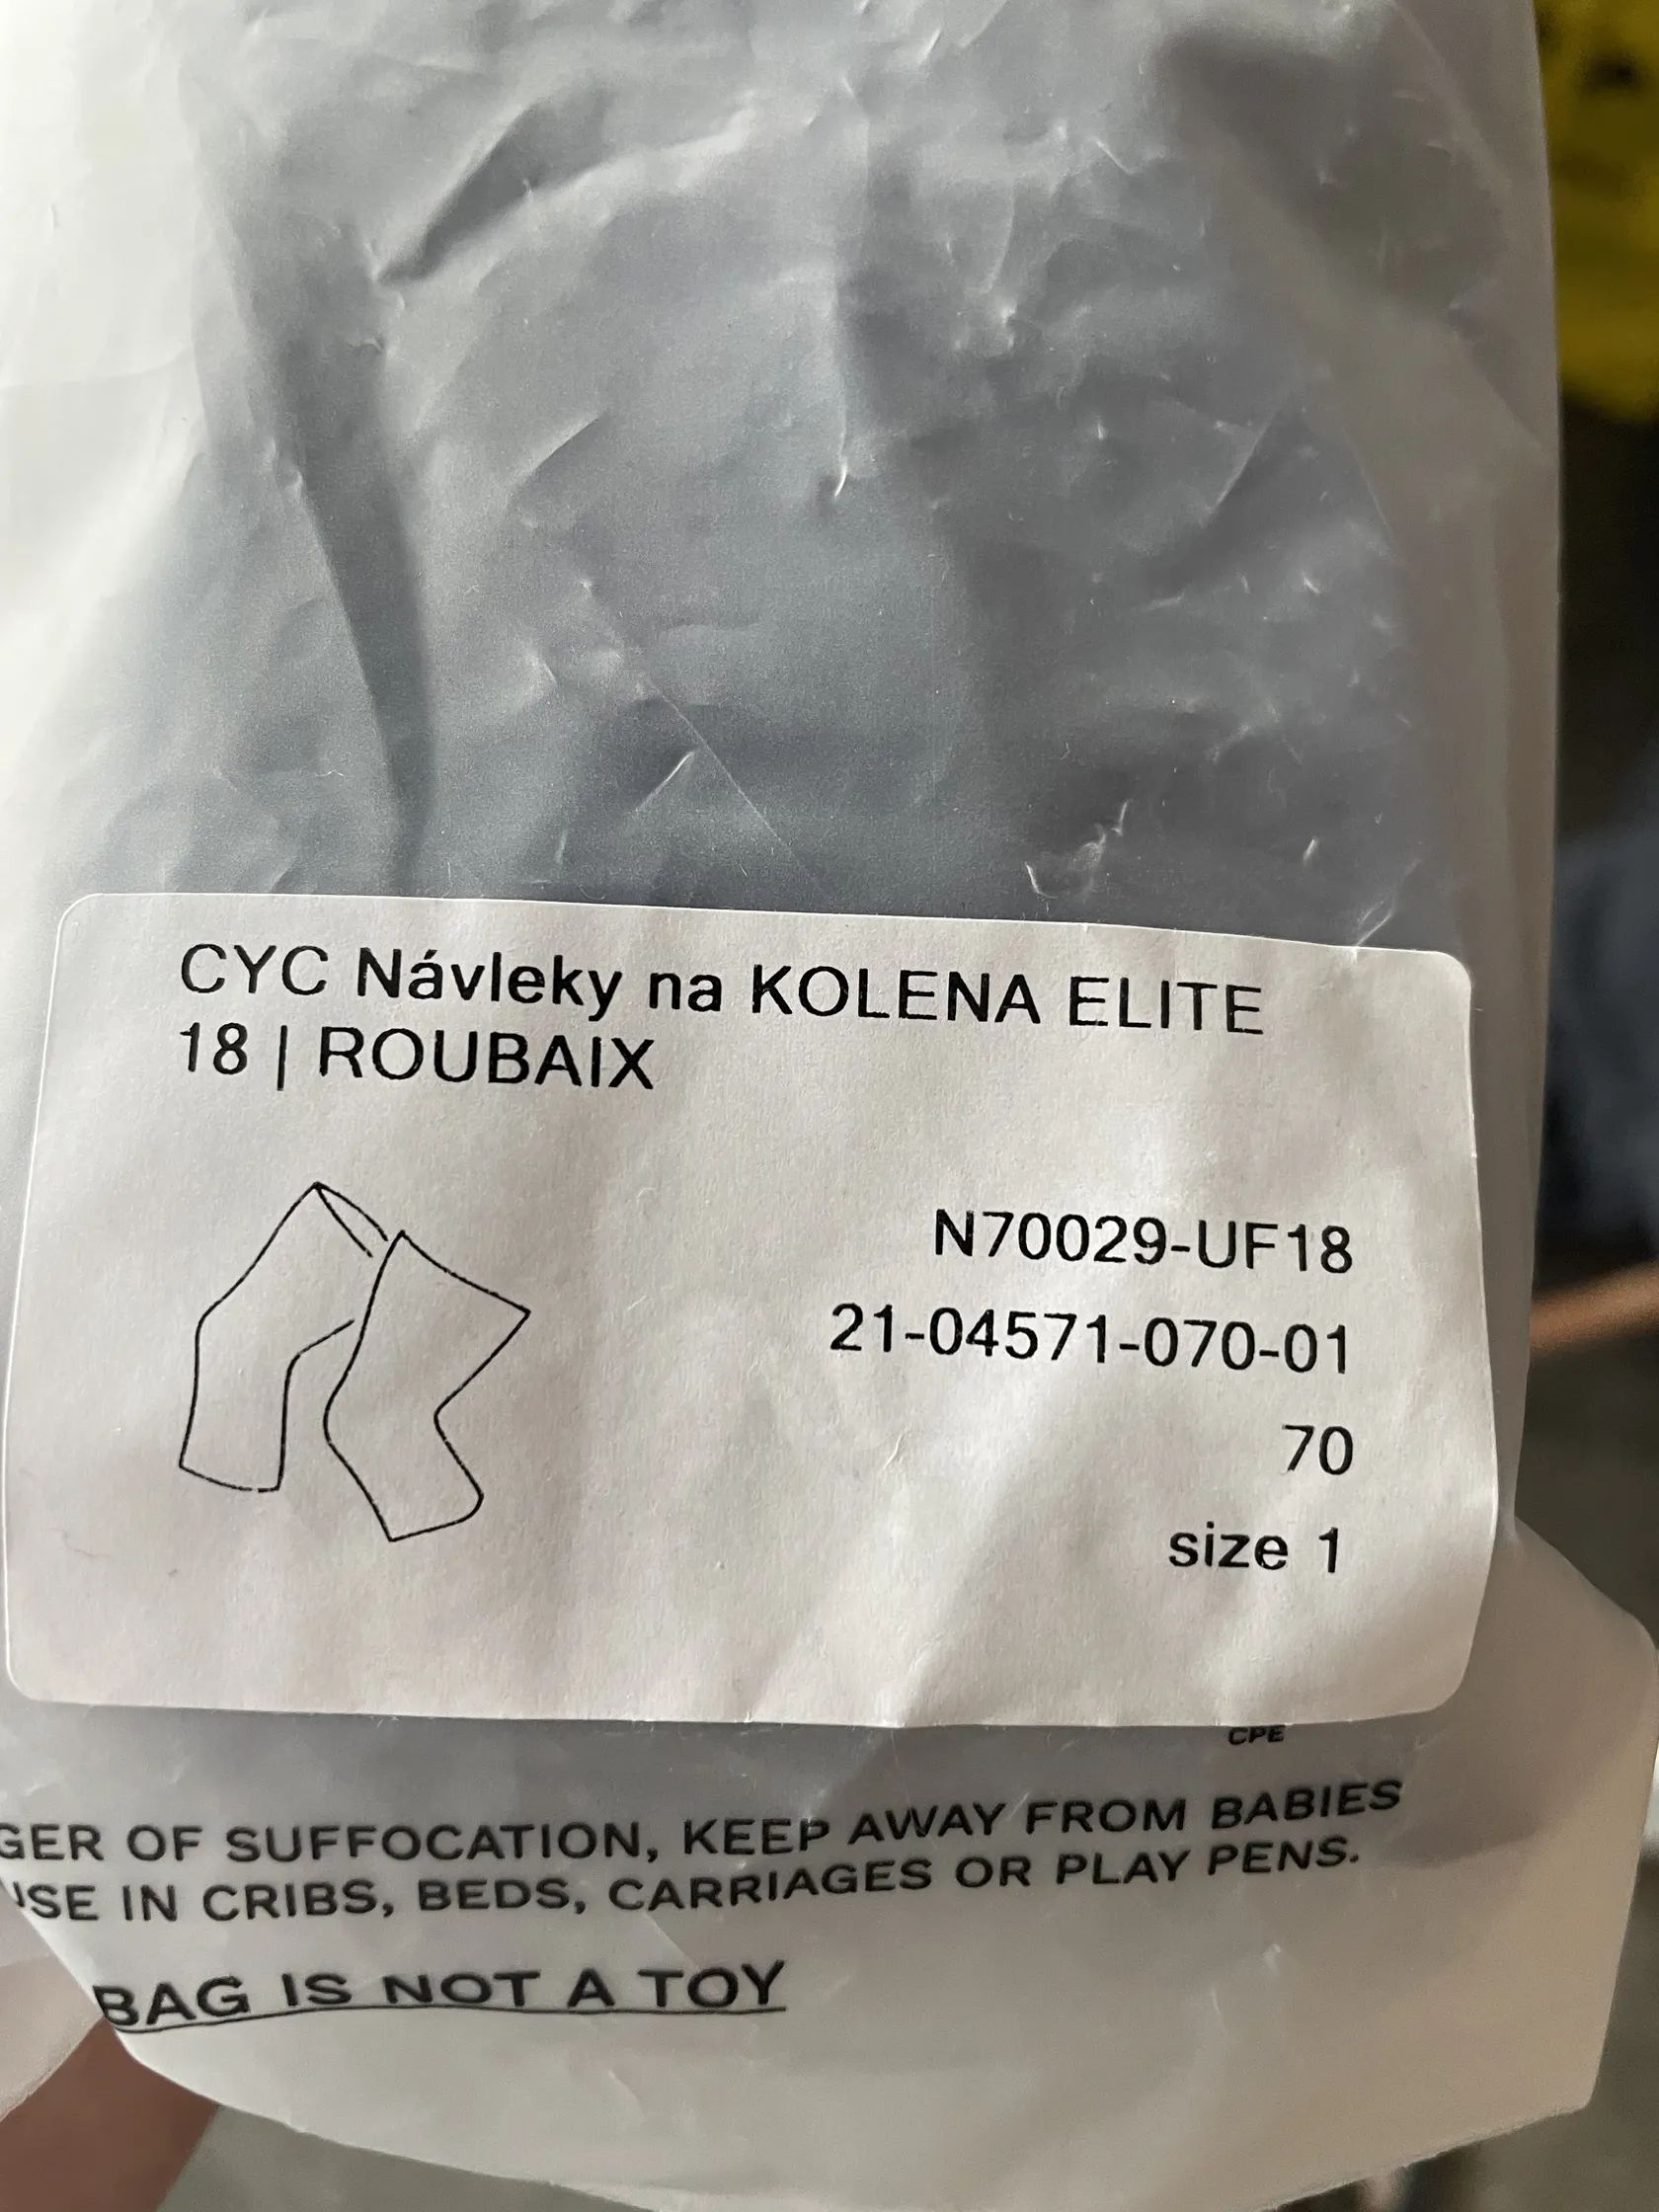 CYC Návleky na KOLENA ELITE
18 | ROUBAIX
N70029-UF18
21-04571-070-01
70
size 1
CPE
GER OF SUFFOCATION, KEEP AWAY FROM BABIES
USE IN CRIBS, BEDS, CARRIAGES OR PLAY PENS.
BAG IS NOT A TOY